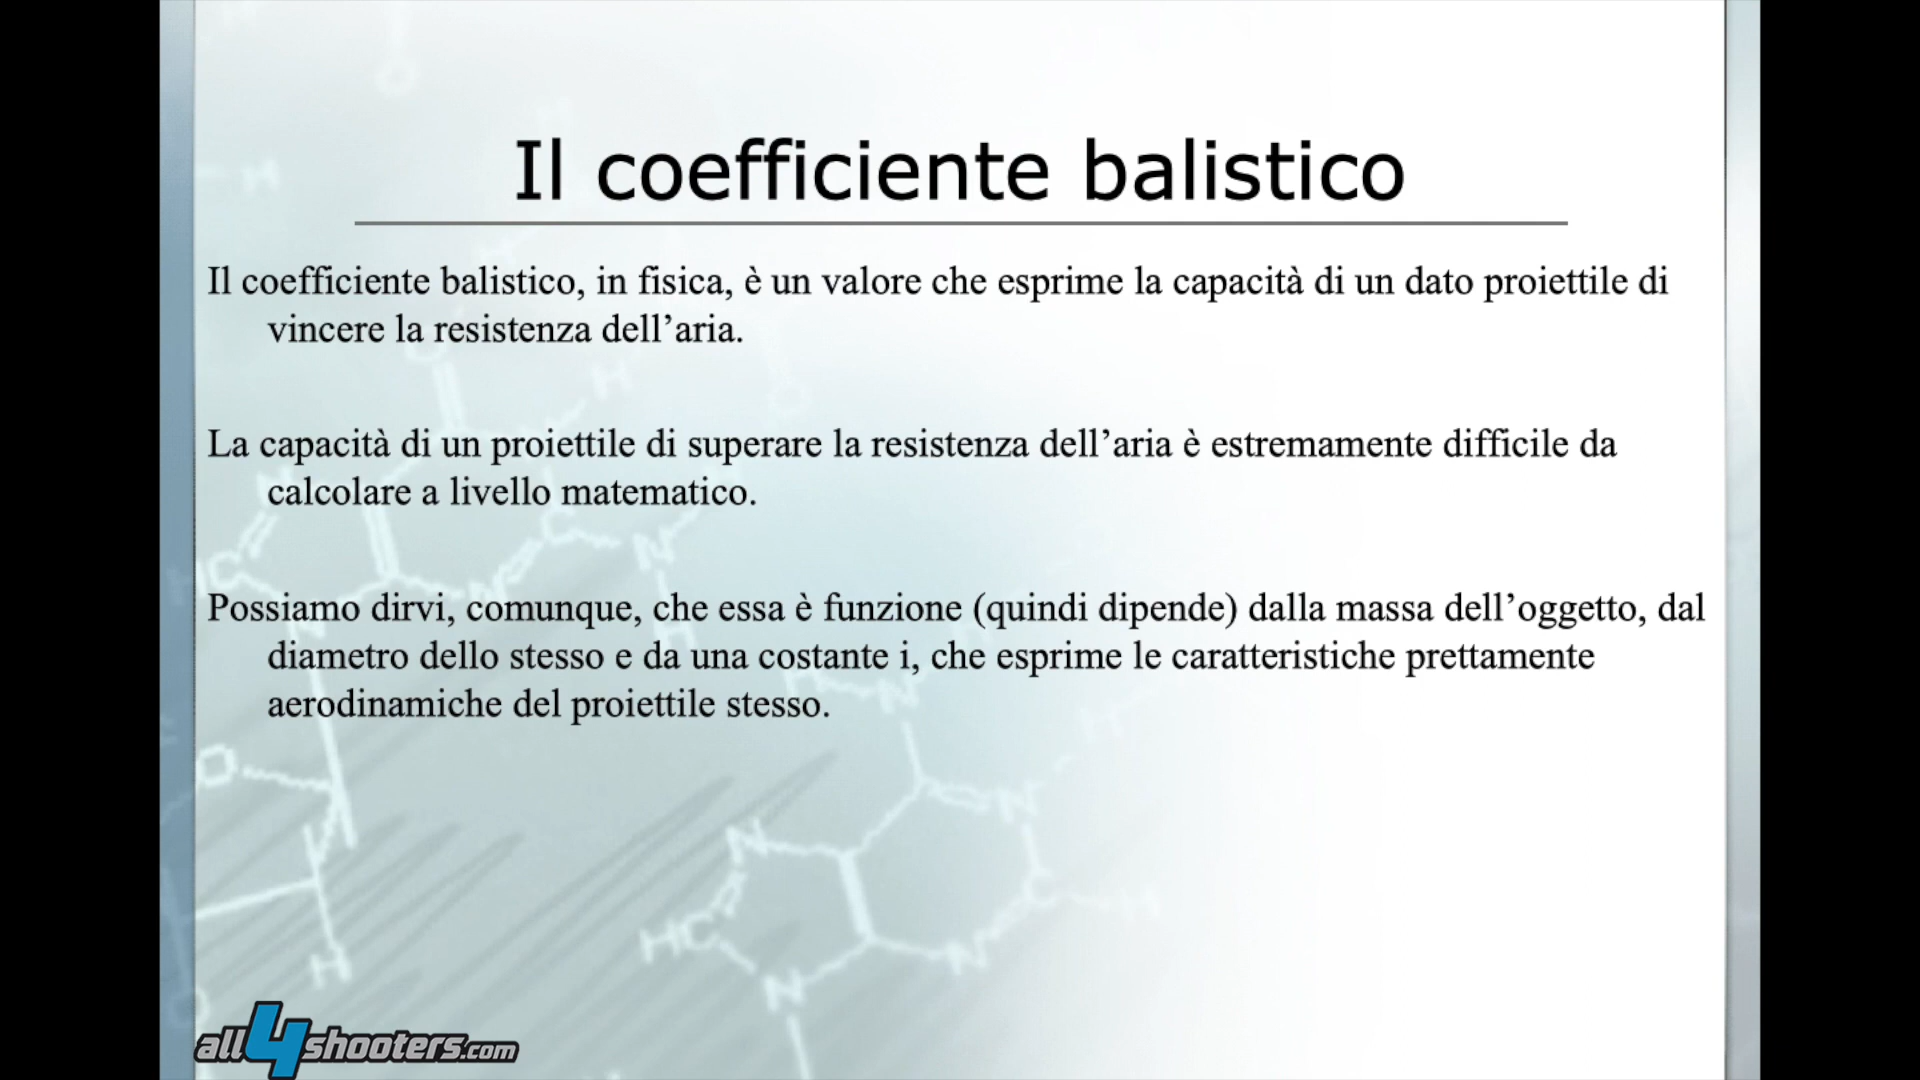 Il coefficiente balistico
Il coefficiente balistico, in fisica, è un valore che esprime la capacità di un dato proiettile di
vincere la resistenza dell’aria.
La capacità di un proiettile di superare la resistenza dell’aria è estremamente difficile da
calcolare a livello matematico.
Possiamo dirvi, comunque, che essa è funzione (quindi dipende) dalla massa dell’oggetto, dal
diametro dello stesso e da una costante i, che esprime le caratteristiche prettamente
aerodinamiche del proiettile stesso.
all4shooters.com